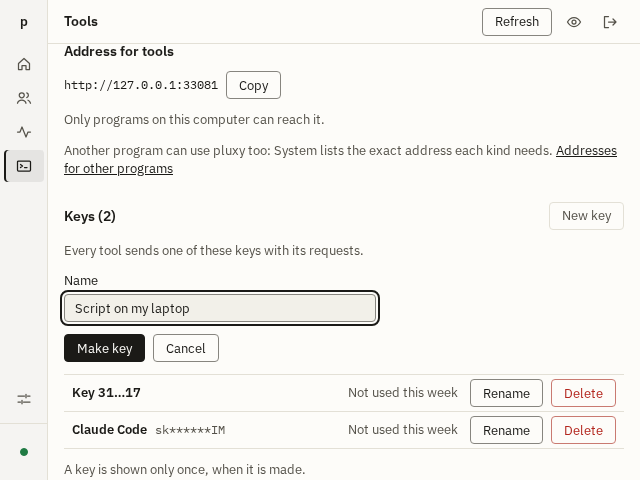 p
Tools
Refresh
Address for tools
http://127.0.0.1:33081
Copy
Only programs on this computer can reach it.
Another program can use pluxy too: System lists the exact address each kind needs. Addresses
for other programs
Keys (2)
New key
Every tool sends one of these keys with its requests.
Name
Script on my laptop
Make key
Cancel
Key 31…17
Not used this week
Rename
Delete
Claude Code sk******IM
Not used this week
Rename
Delete
A key is shown only once, when it is made.